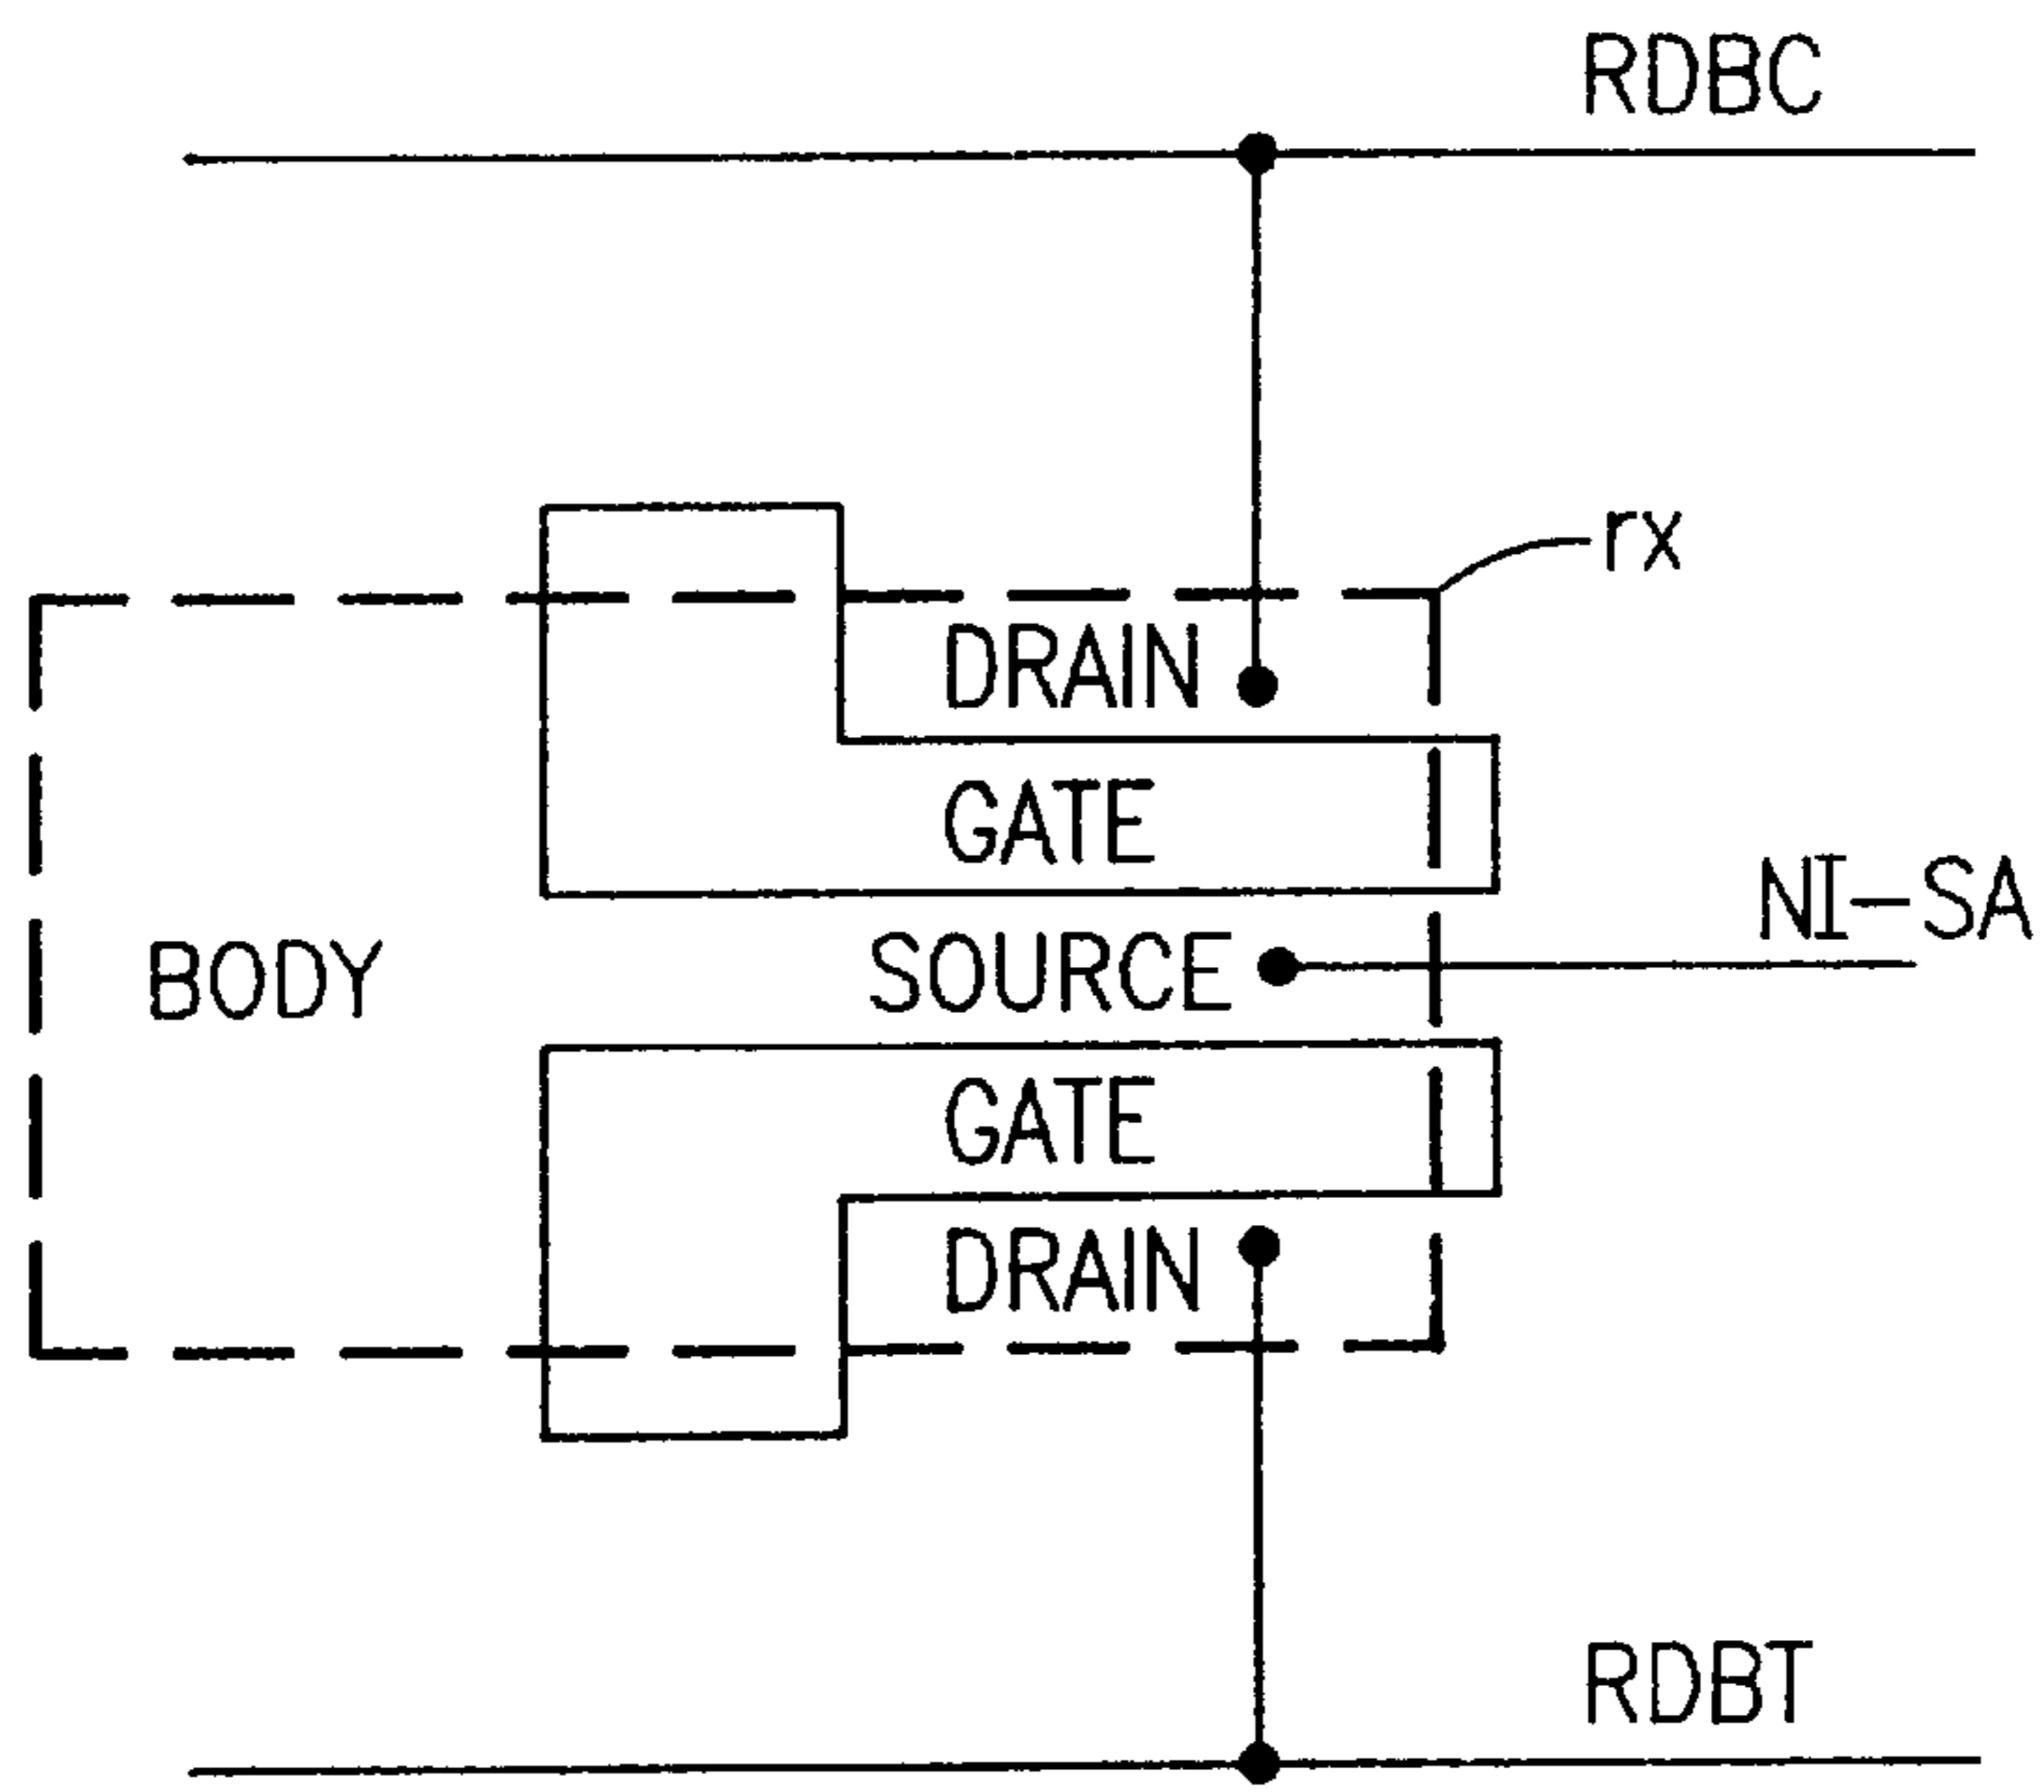 RDBC
rx
DRAIN
GATE
NI-SA
SOURCE
BODY
GATE
DRAIN
RDBT